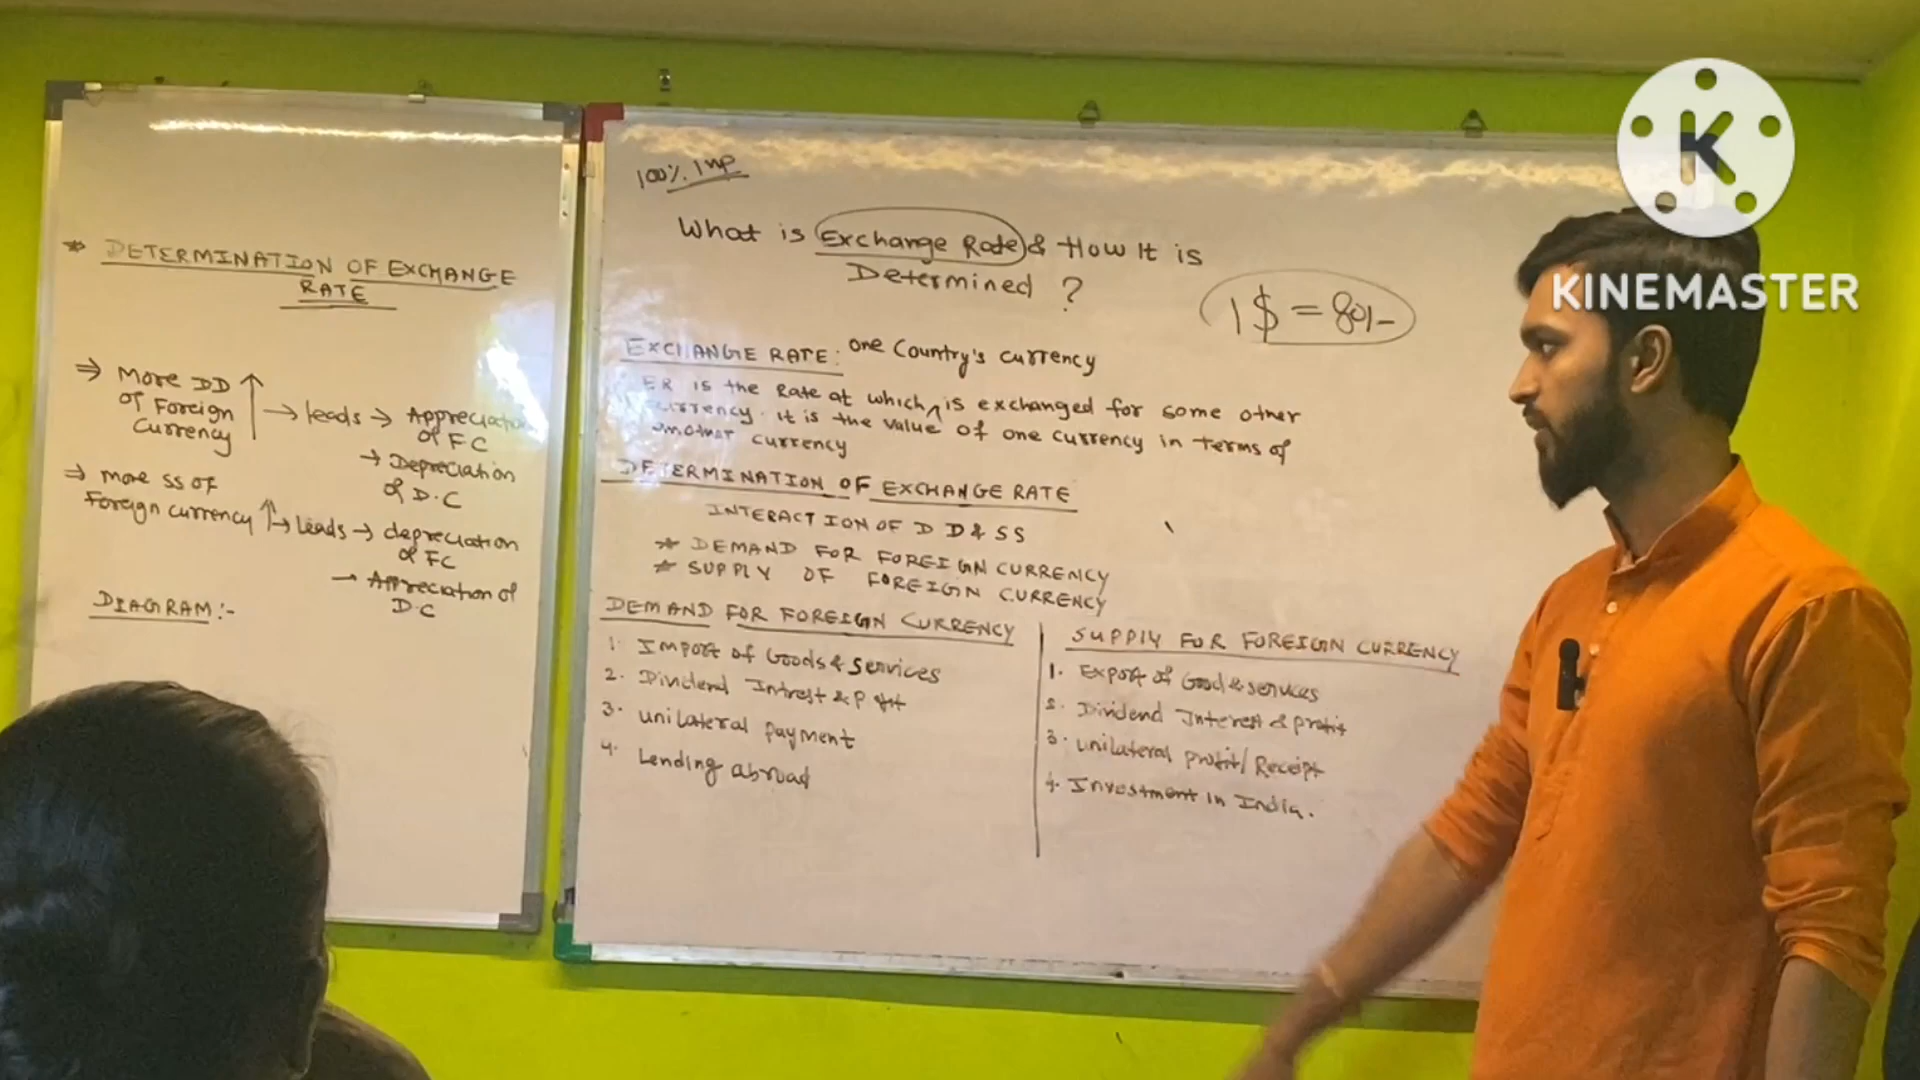 * DETERMINATION OF EXCHANGE
RATE
⇒ More DD ↑
of Foreign
Currency
→ leads → Appreciation
of FC
→ Depreciation
of D.C
⇒ more SS of
Foreign currency ↑ → leads → depreciation
of FC
→ Appreciation of
D.C
DIAGRAM:-
100% Imp
What is Exchange Rate & How It is
Determined ?
1 $ = 80/-
EXCHANGE RATE: one Country's currency
ER is the Rate at which ^ is exchanged for some other
currency. it is the value of one currency in terms of
another currency
DETERMINATION OF EXCHANGE RATE
INTERACTION OF D D & SS
* DEMAND FOR FOREIGN CURRENCY
* SUPPLY OF FOREIGN CURRENCY
DEMAND FOR FOREIGN CURRENCY
1. Import of Goods & Services
2. Dividend Intrest &
3. unilateral payment
4. Lending abroad
SUPPLY FOR FOREIGN CURRENCY
1. Export of Good & services
2. Dividend Interest & profit
3. unilateral profit/Receipt
4. Investment in India.
K
KINEMASTER